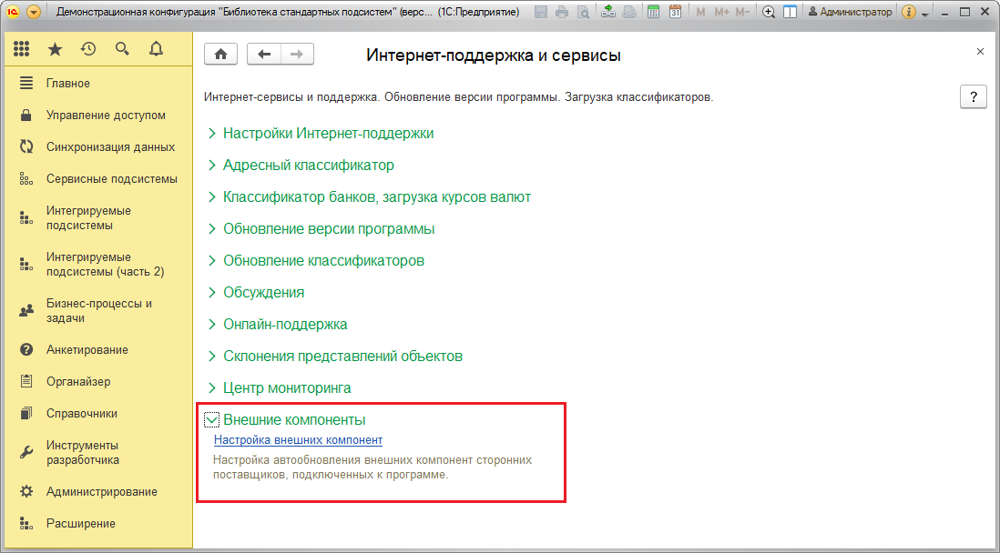 Демонстрационная конфигурация "Библиотека стандартных подсистем" (верс... (1С:Предприятие)
M M+ M-
Администратор
Главное
Управление доступом
Синхронизация данных
Сервисные подсистемы
Интегрируемые
подсистемы
Интегрируемые
подсистемы (часть 2)
Бизнес-процессы и
задачи
Анкетирование
Органайзер
Справочники
Инструменты
разработчика
Администрирование
Расширение
Интернет-поддержка и сервисы
Интернет-сервисы и поддержка. Обновление версии программы. Загрузка классификаторов.
?
Настройки Интернет-поддержки
Адресный классификатор
Классификатор банков, загрузка курсов валют
Обновление версии программы
Обновление классификаторов
Обсуждения
Онлайн-поддержка
Склонения представлений объектов
Центр мониторинга
Внешние компоненты
Настройка внешних компонент
Настройка автообновления внешних компонент сторонних
поставщиков, подключенных к программе.